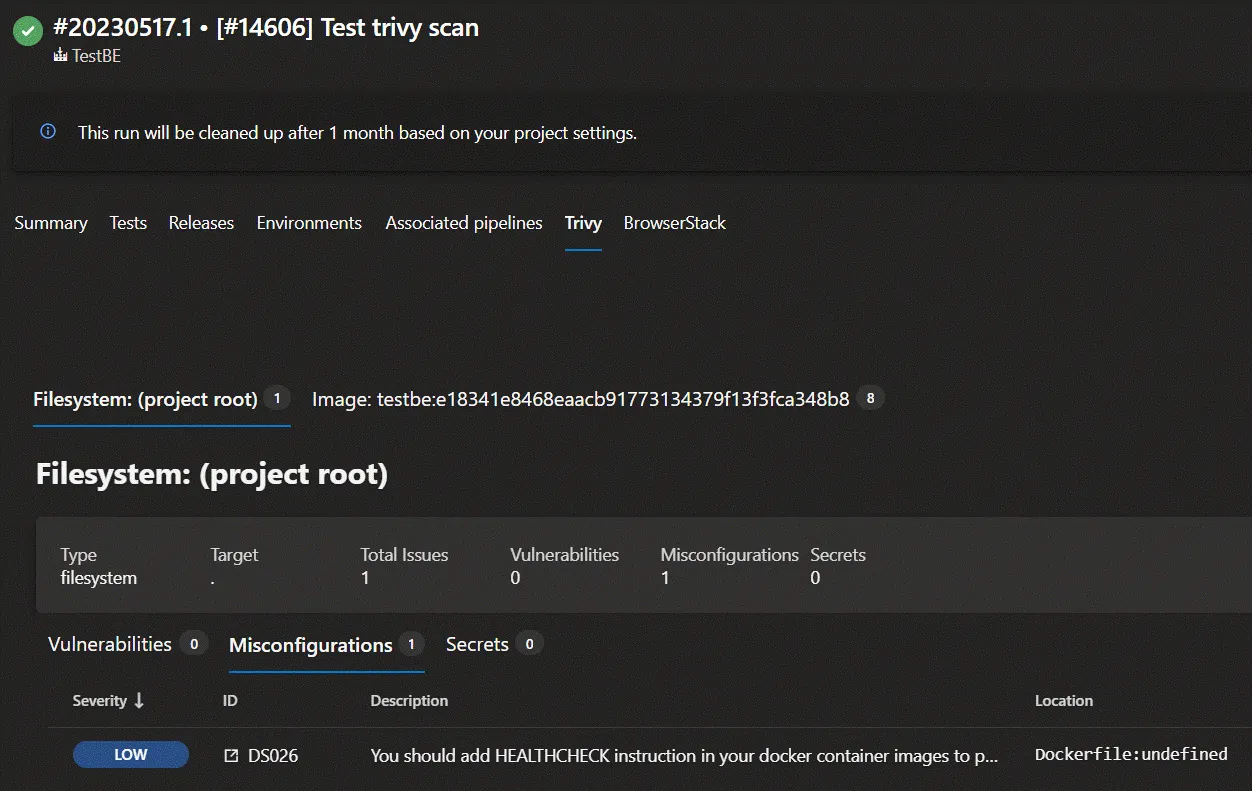 #20230517.1 • [#14606] Test trivy scan
TestBE
This run will be cleaned up after 1 month based on your project settings.
Summary Tests Releases Environments Associated pipelines Trivy BrowserStack
Filesystem: (project root) 1 Image: testbe:e18341e8468eaacb91773134379f13f3fca348b8 8
Filesystem: (project root)
Type Target Total Issues Vulnerabilities Misconfigurations Secrets
filesystem . 1 0 1 0
Vulnerabilities 0 Misconfigurations 1 Secrets 0
Severity ↓ ID Description Location
LOW DS026 You should add HEALTHCHECK instruction in your docker container images to p... Dockerfile:undefined